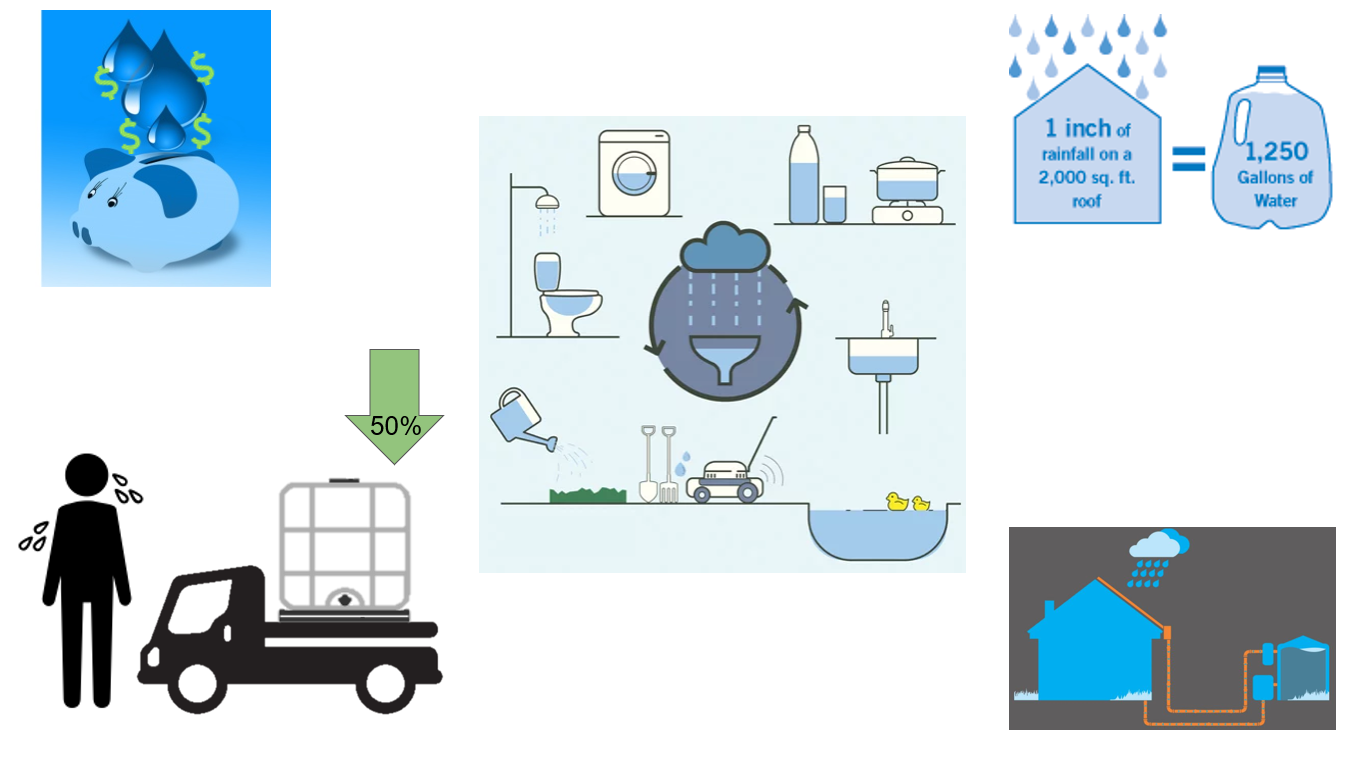 $
$
$
$
1 inch of
rainfall on a
2,000 sq. ft.
roof
=
1,250
Gallons of
Water
50%